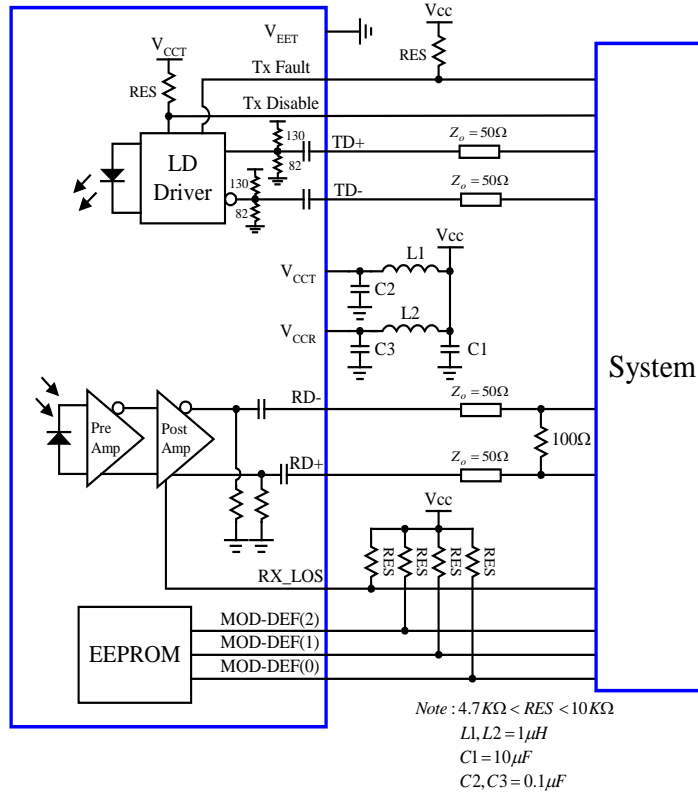 V_EET
Vcc
V_CCT
RES
RES
Tx Fault
Tx Disable
LD
Driver
130
82
TD+
Z_o = 50Ω
130
82
TD-
Z_o = 50Ω
Vcc
L1
V_CCT
C2
L2
V_CCR
C3
C1
System
Pre
Amp
Post
Amp
RD-
Z_o = 50Ω
100Ω
RD+
Z_o = 50Ω
Vcc
RES
RES
RES
RES
RX_LOS
EEPROM
MOD-DEF(2)
MOD-DEF(1)
MOD-DEF(0)
Note : 4.7KΩ < RES < 10KΩ
L1, L2 = 1μH
C1 = 10μF
C2, C3 = 0.1μF